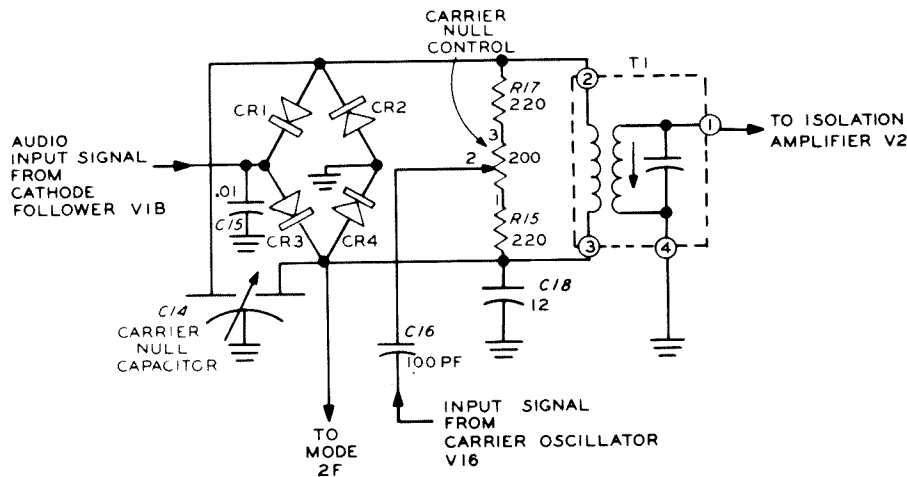 CARRIER
NULL
CONTROL
T1
2
R17
220
CR1
CR2
3
1
TO ISOLATION
AMPLIFIER V2
AUDIO
INPUT SIGNAL
FROM
CATHODE
FOLLOWER V1B
2
200
.01
C15
1
R15
220
CR3
CR4
3
4
C14
CARRIER
NULL
CAPACITOR
C18
12
C16
100PF
INPUT SIGNAL
FROM
CARRIER OSCILLATOR
V16
TO
MODE
2F